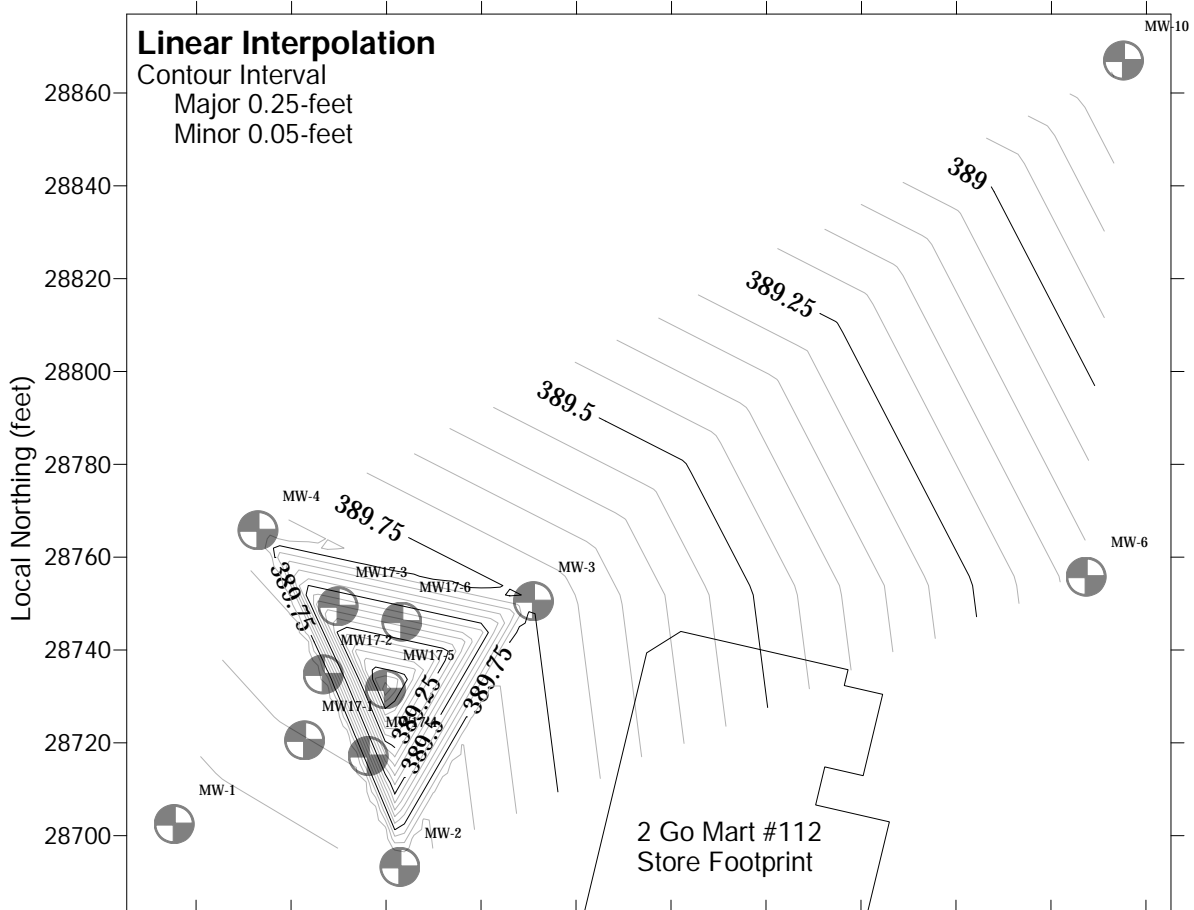 Linear Interpolation
Contour Interval
Major 0.25-feet
Minor 0.05-feet
MW-10
28860
389
28840
28820
389.25
28800
389.5
28780
MW-4
389.75
28760
MW-3
MW-6
MW17-3
MW17-6
389.75
28740
MW17-2
MW17-5
389.75
389.25
MW17-1
MW17-4
28720
389.5
MW-1
MW-2
28700
2 Go Mart #112
Store Footprint
Local Northing (feet)